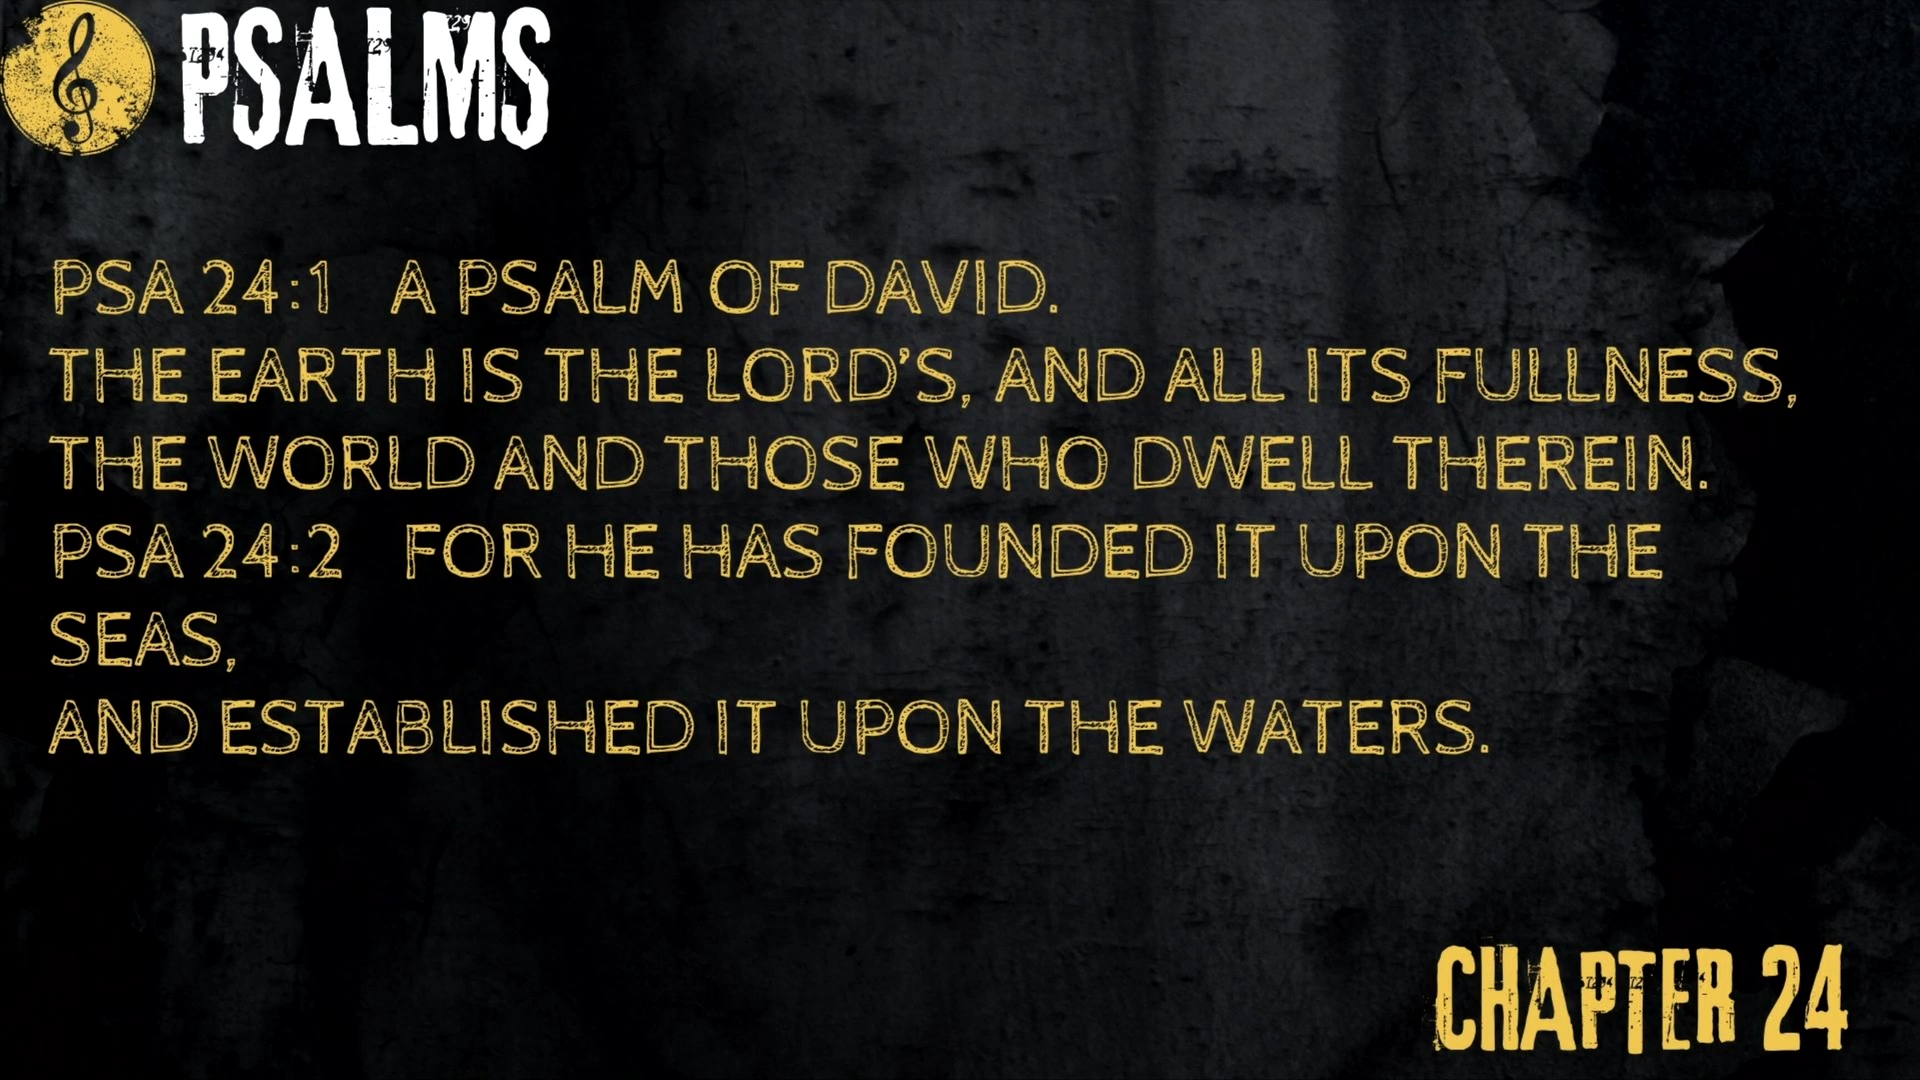 PSALMS
PSA 24:1 A PSALM OF DAVID.
THE EARTH IS THE LORD’S, AND ALL ITS FULLNESS,
THE WORLD AND THOSE WHO DWELL THEREIN.
PSA 24:2 FOR HE HAS FOUNDED IT UPON THE
SEAS,
AND ESTABLISHED IT UPON THE WATERS.
CHAPTER 24